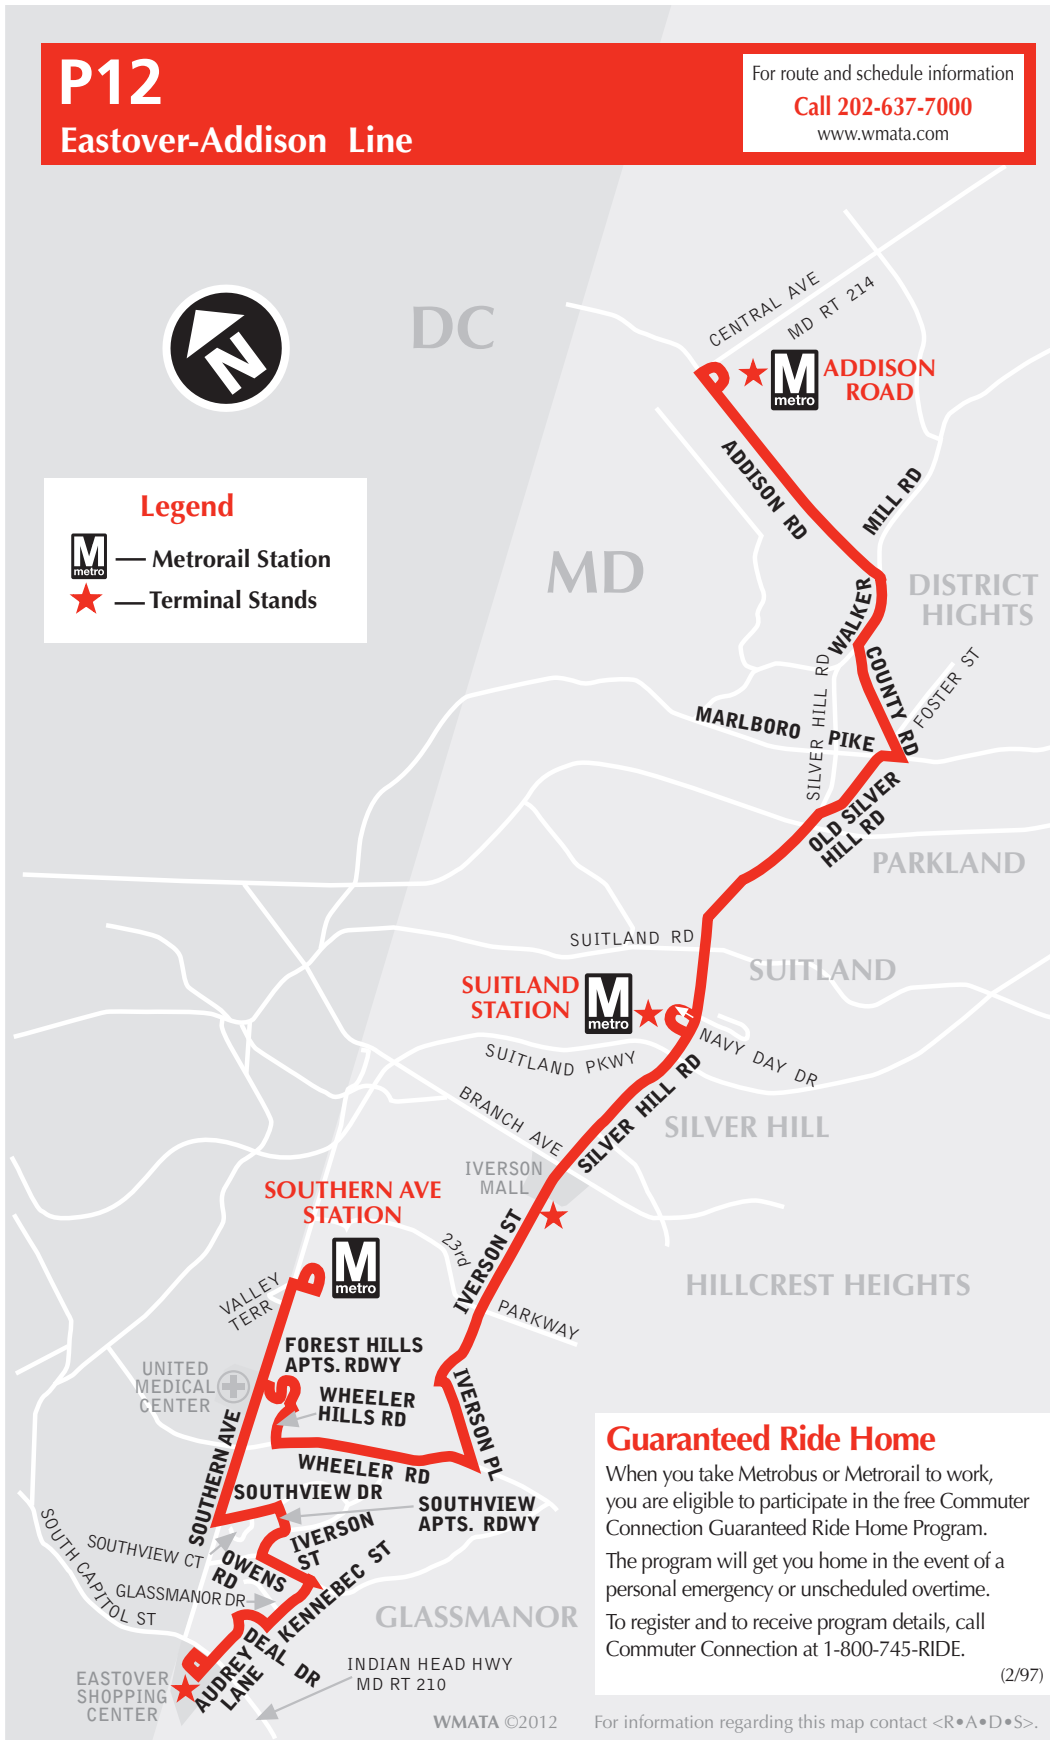 P12
Eastover-Addison Line
For route and schedule information
Call 202-637-7000
www.wmata.com
DC
CENTRAL AVE
MD RT 214
M
metro
ADDISON
ROAD
N
Legend
M
metro
— Metrorail Station
— Terminal Stands
ADDISON RD
MILL RD
MD
DISTRICT
HIGHTS
WALKER
COUNTY RD
FOSTER ST
SILVER HILL RD
MARLBORO PIKE
OLD SILVER
HILL RD
PARKLAND
SUITLAND RD
SUITLAND
SUITLAND
STATION
M
metro
NAVY DAY DR
SUITLAND PKWY
SILVER HILL RD
SILVER HILL
BRANCH AVE
IVERSON
MALL
SOUTHERN AVE
STATION
M
metro
23rd
PARKWAY
IVERSON ST
HILLCREST HEIGHTS
VALLEY
TERR
FOREST HILLS
APTS. RDWY
UNITED
MEDICAL
CENTER
WHEELER
HILLS RD
IVERSON PL
WHEELER RD
SOUTHERN AVE
SOUTHVIEW DR
SOUTHVIEW
APTS. RDWY
IVERSON
ST
SOUTH CAPITOL ST
SOUTHVIEW CT
OWENS
RD
GLASSMANOR DR
KENNEBEC ST
GLASSMANOR
DEAL DR
AUDREY
LANE
EASTOVER
SHOPPING
CENTER
INDIAN HEAD HWY
MD RT 210
Guaranteed Ride Home
When you take Metrobus or Metrorail to work,
you are eligible to participate in the free Commuter
Connection Guaranteed Ride Home Program.
The program will get you home in the event of a
personal emergency or unscheduled overtime.
To register and to receive program details, call
Commuter Connection at 1-800-745-RIDE.
(2/97)
WMATA ©2012
For information regarding this map contact <R•A•D•S>.